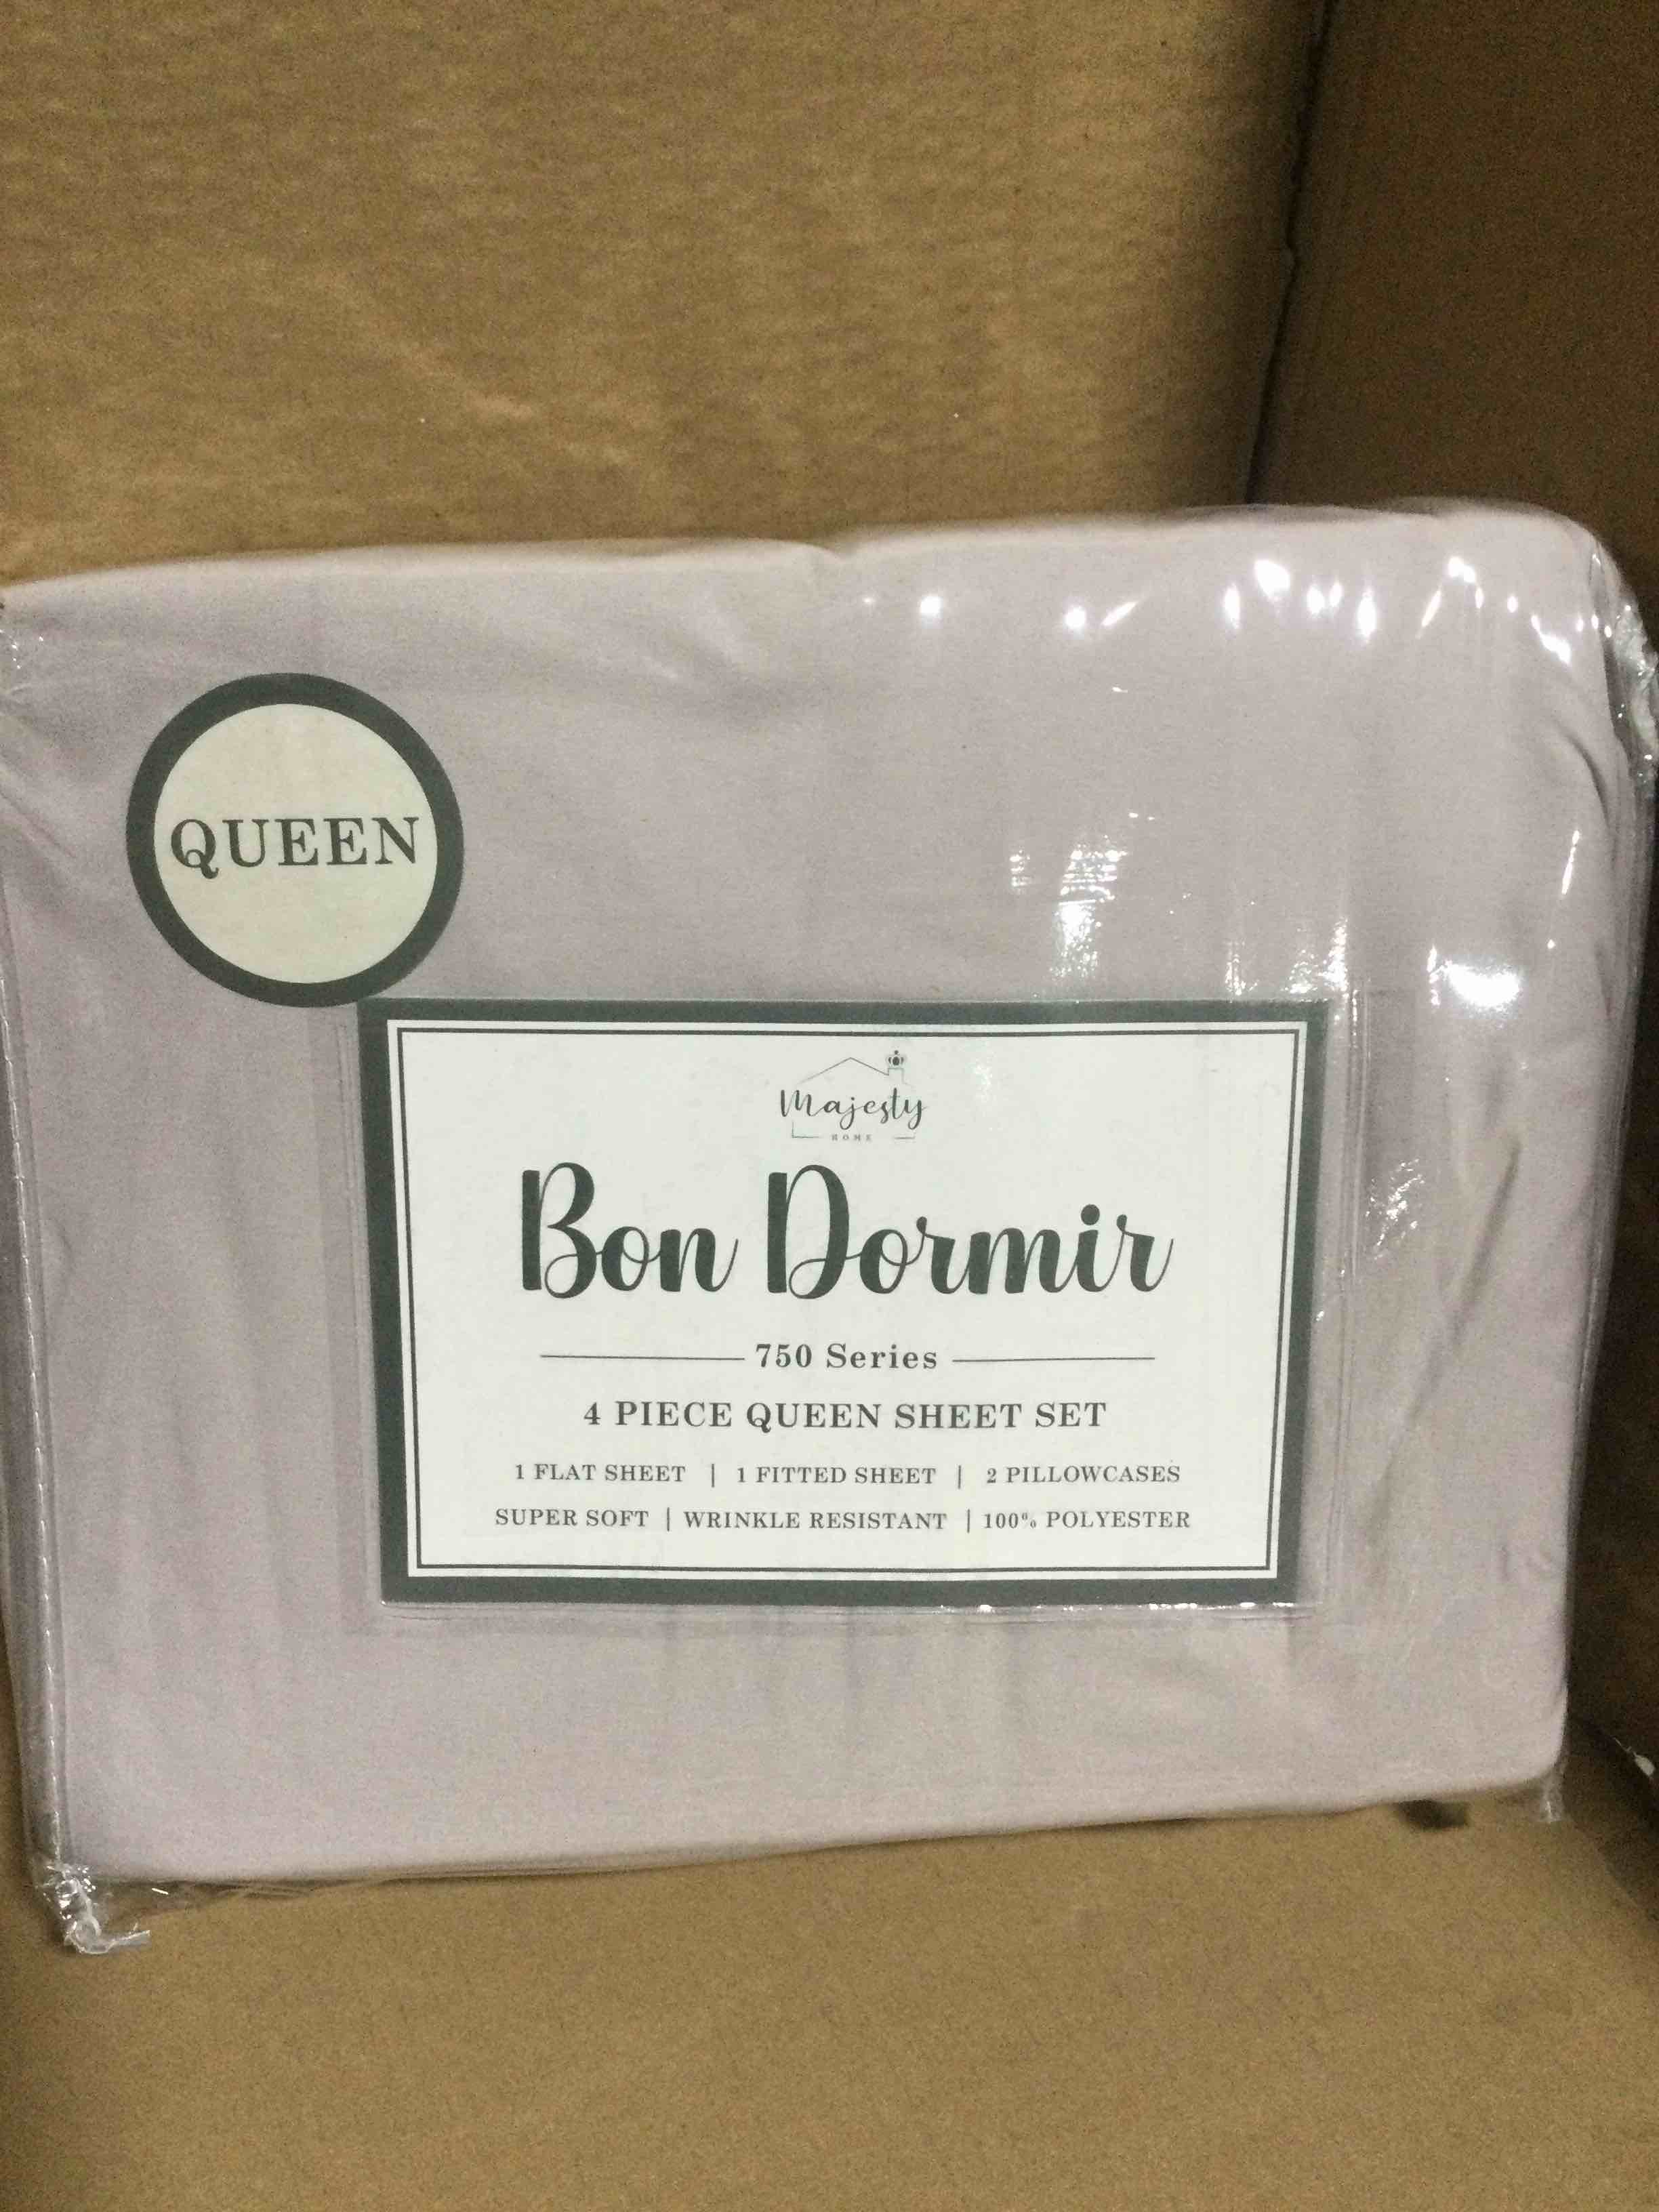 QUEEN
Majesty
HOME
Bon Dormir
750 Series
4 PIECE QUEEN SHEET SET
1 FLAT SHEET | 1 FITTED SHEET | 2 PILLOWCASES
SUPER SOFT | WRINKLE RESISTANT | 100% POLYESTER